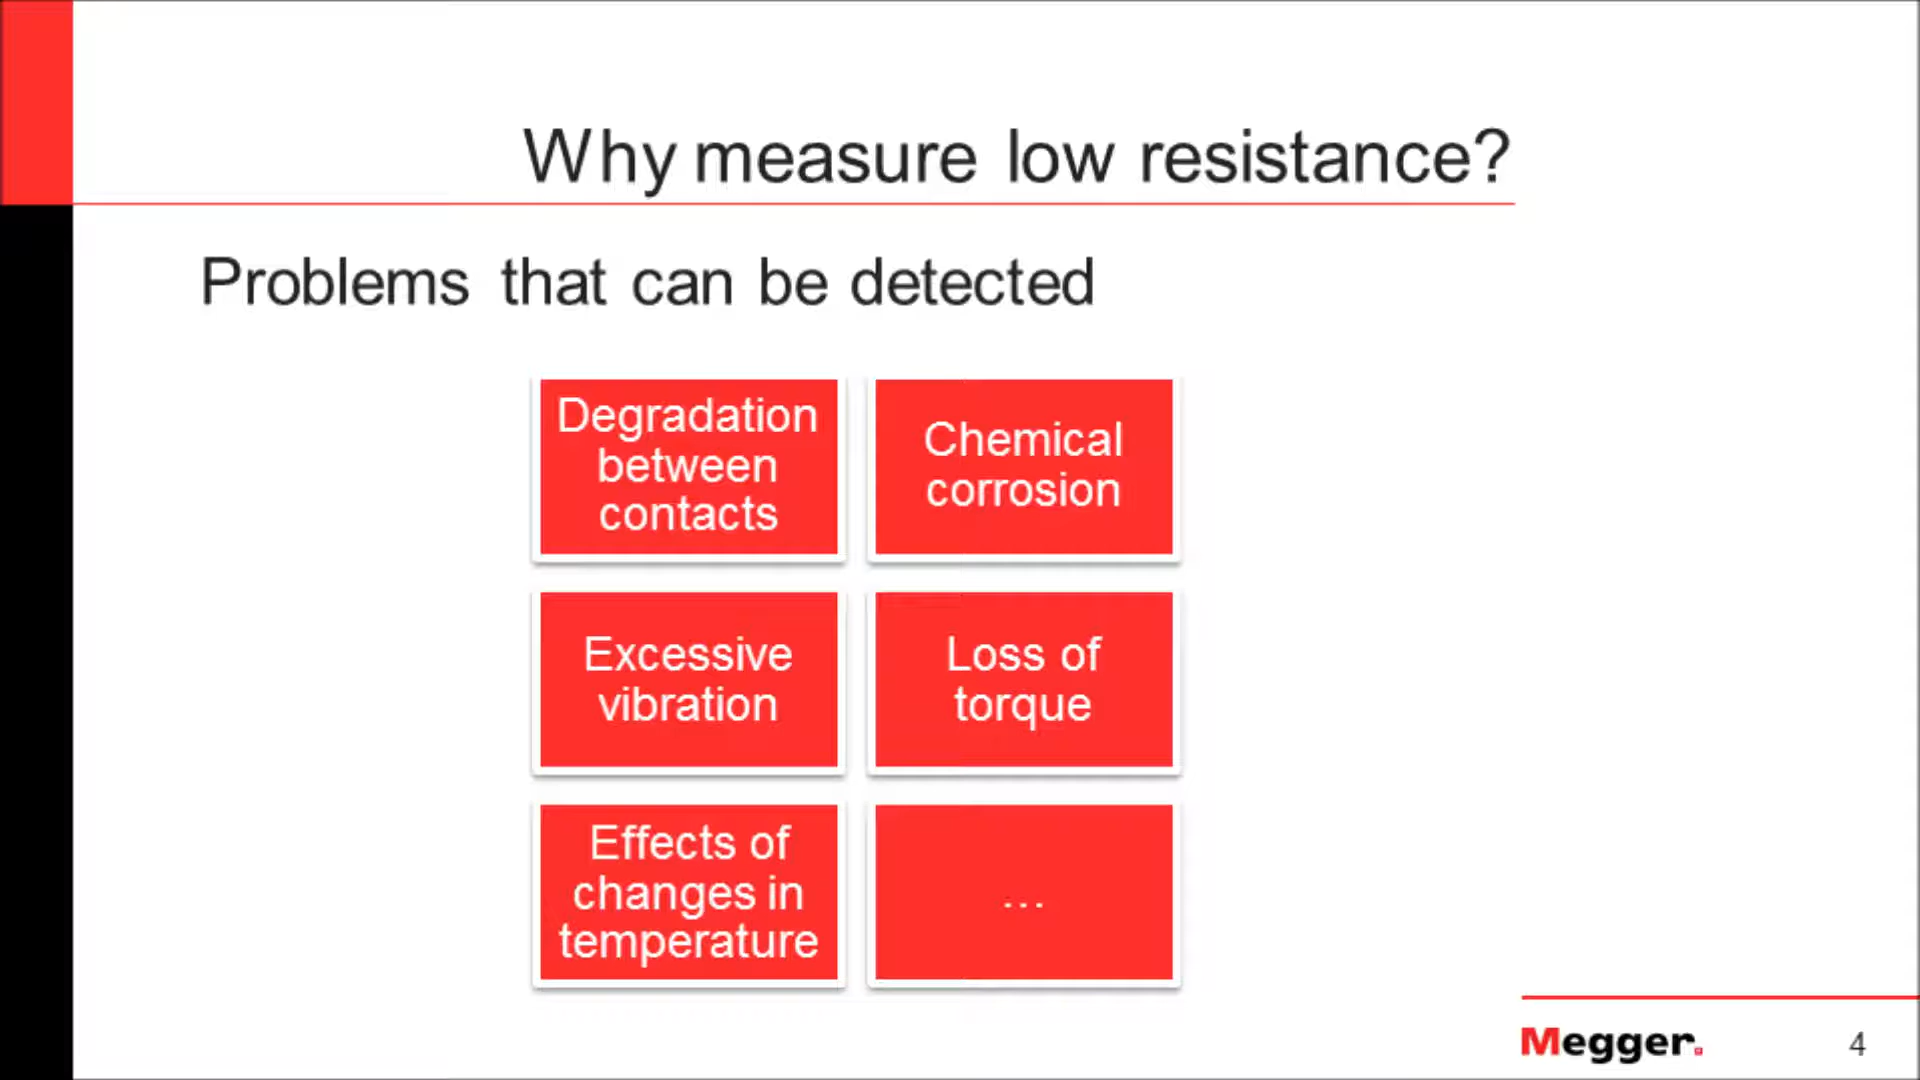 Why measure low resistance?
Problems that can be detected
Degradation
between
contacts
Chemical
corrosion
Excessive
vibration
Loss of
torque
Effects of
changes in
temperature
...
Megger.
4